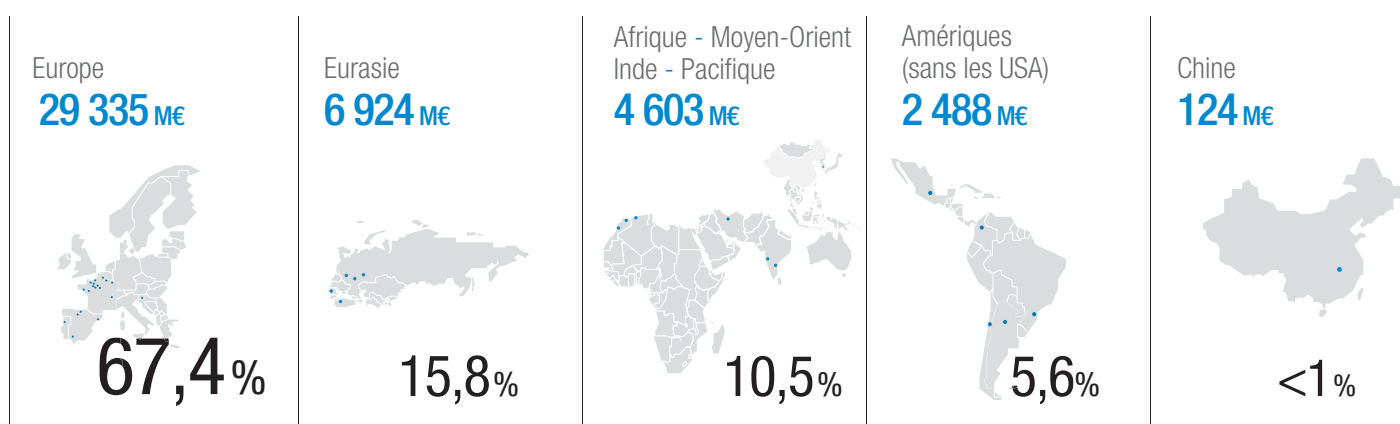 Europe
29 335 M€
67,4 %
Eurasie
6 924 M€
15,8 %
Afrique - Moyen-Orient
Inde - Pacifique
4 603 M€
10,5 %
Amériques
(sans les USA)
2 488 M€
5,6 %
Chine
124 M€
<1 %